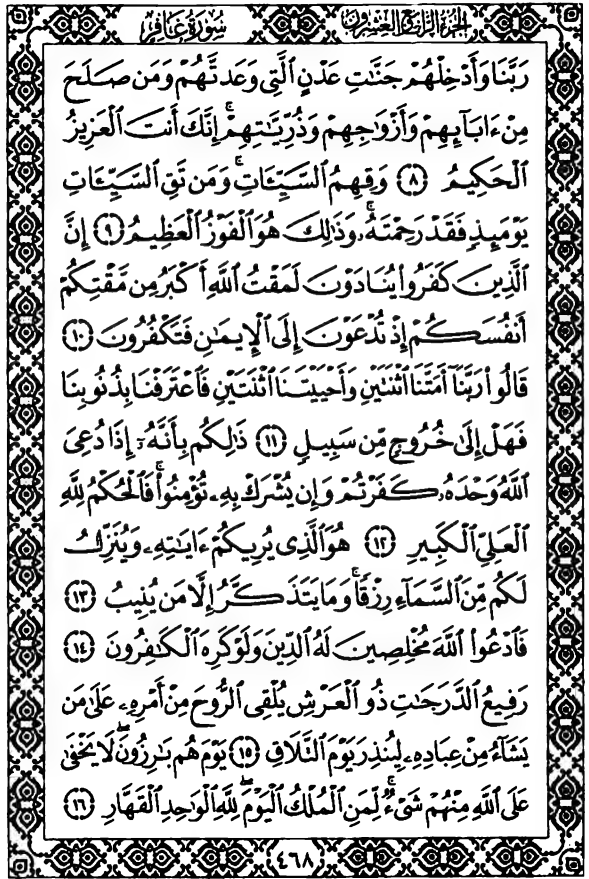 الجزء الرابع والعشرون سورة غافر
رَبَّنَا وَأَدْخِلْهُمْ جَنَّـٰتِ عَدْنٍ ٱلَّتِى وَعَدتَّهُمْ وَمَن صَلَحَ
مِنْ ءَابَآئِهِمْ وَأَزْوَٰجِهِمْ وَذُرِّيَّـٰتِهِمْ ۚ إِنَّكَ أَنتَ ٱلْعَزِيزُ
ٱلْحَكِيمُ ٨ وَقِهِمُ ٱلسَّيِّـَٔاتِ ۚ وَمَن تَقِ ٱلسَّيِّـَٔاتِ
يَوْمَئِذٍ فَقَدْ رَحِمْتَهُۥ ۚ وَذَٰلِكَ هُوَ ٱلْفَوْزُ ٱلْعَظِيمُ ٩ إِنَّ
ٱلَّذِينَ كَفَرُوا۟ يُنَادَوْنَ لَمَقْتُ ٱللَّهِ أَكْبَرُ مِن مَّقْتِكُمْ
أَنفُسَكُمْ إِذْ تُدْعَوْنَ إِلَى ٱلْإِيمَـٰنِ فَتَكْفُرُونَ ١٠
قَالُوا۟ رَبَّنَآ أَمَتَّنَا ٱثْنَتَيْنِ وَأَحْيَيْتَنَا ٱثْنَتَيْنِ فَٱعْتَرَفْنَا بِذُنُوبِنَا
فَهَلْ إِلَىٰ خُرُوجٍ مِّن سَبِيلٍ ١١ ذَٰلِكُم بِأَنَّهُۥٓ إِذَا دُعِىَ
ٱللَّهُ وَحْدَهُۥ كَفَرْتُمْ ۖ وَإِن يُشْرَكْ بِهِۦ تُؤْمِنُوا۟ ۚ فَٱلْحُكْمُ لِلَّهِ
ٱلْعَلِىِّ ٱلْكَبِيرِ ١٢ هُوَ ٱلَّذِى يُرِيكُمْ ءَايَـٰتِهِۦ وَيُنَزِّلُ
لَكُم مِّنَ ٱلسَّمَآءِ رِزْقًا ۚ وَمَا يَتَذَكَّرُ إِلَّا مَن يُنِيبُ ١٣
فَٱدْعُوا۟ ٱللَّهَ مُخْلِصِينَ لَهُ ٱلدِّينَ وَلَوْ كَرِهَ ٱلْكَـٰفِرُونَ ١٤
رَفِيعُ ٱلدَّرَجَـٰتِ ذُو ٱلْعَرْشِ يُلْقِى ٱلرُّوحَ مِنْ أَمْرِهِۦ عَلَىٰ مَن
يَشَآءُ مِنْ عِبَادِهِۦ لِيُنذِرَ يَوْمَ ٱلتَّلَاقِ ١٥ يَوْمَ هُم بَـٰرِزُونَ ۖ لَا يَخْفَىٰ
عَلَى ٱللَّهِ مِنْهُمْ شَىْءٌ ۚ لِّمَنِ ٱلْمُلْكُ ٱلْيَوْمَ ۖ لِلَّهِ ٱلْوَٰحِدِ ٱلْقَهَّارِ ١٦
٤٦٨